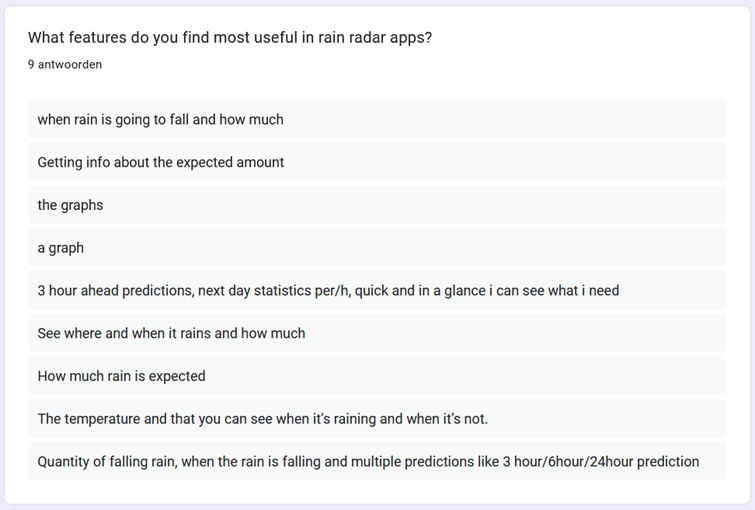 What features do you find most useful in rain radar apps?
9 antwoorden
when rain is going to fall and how much
Getting info about the expected amount
the graphs
a graph
3 hour ahead predictions, next day statistics per/h, quick and in a glance i can see what i need
See where and when it rains and how much
How much rain is expected
The temperature and that you can see when it’s raining and when it’s not.
Quantity of falling rain, when the rain is falling and multiple predictions like 3 hour/6hour/24hour prediction